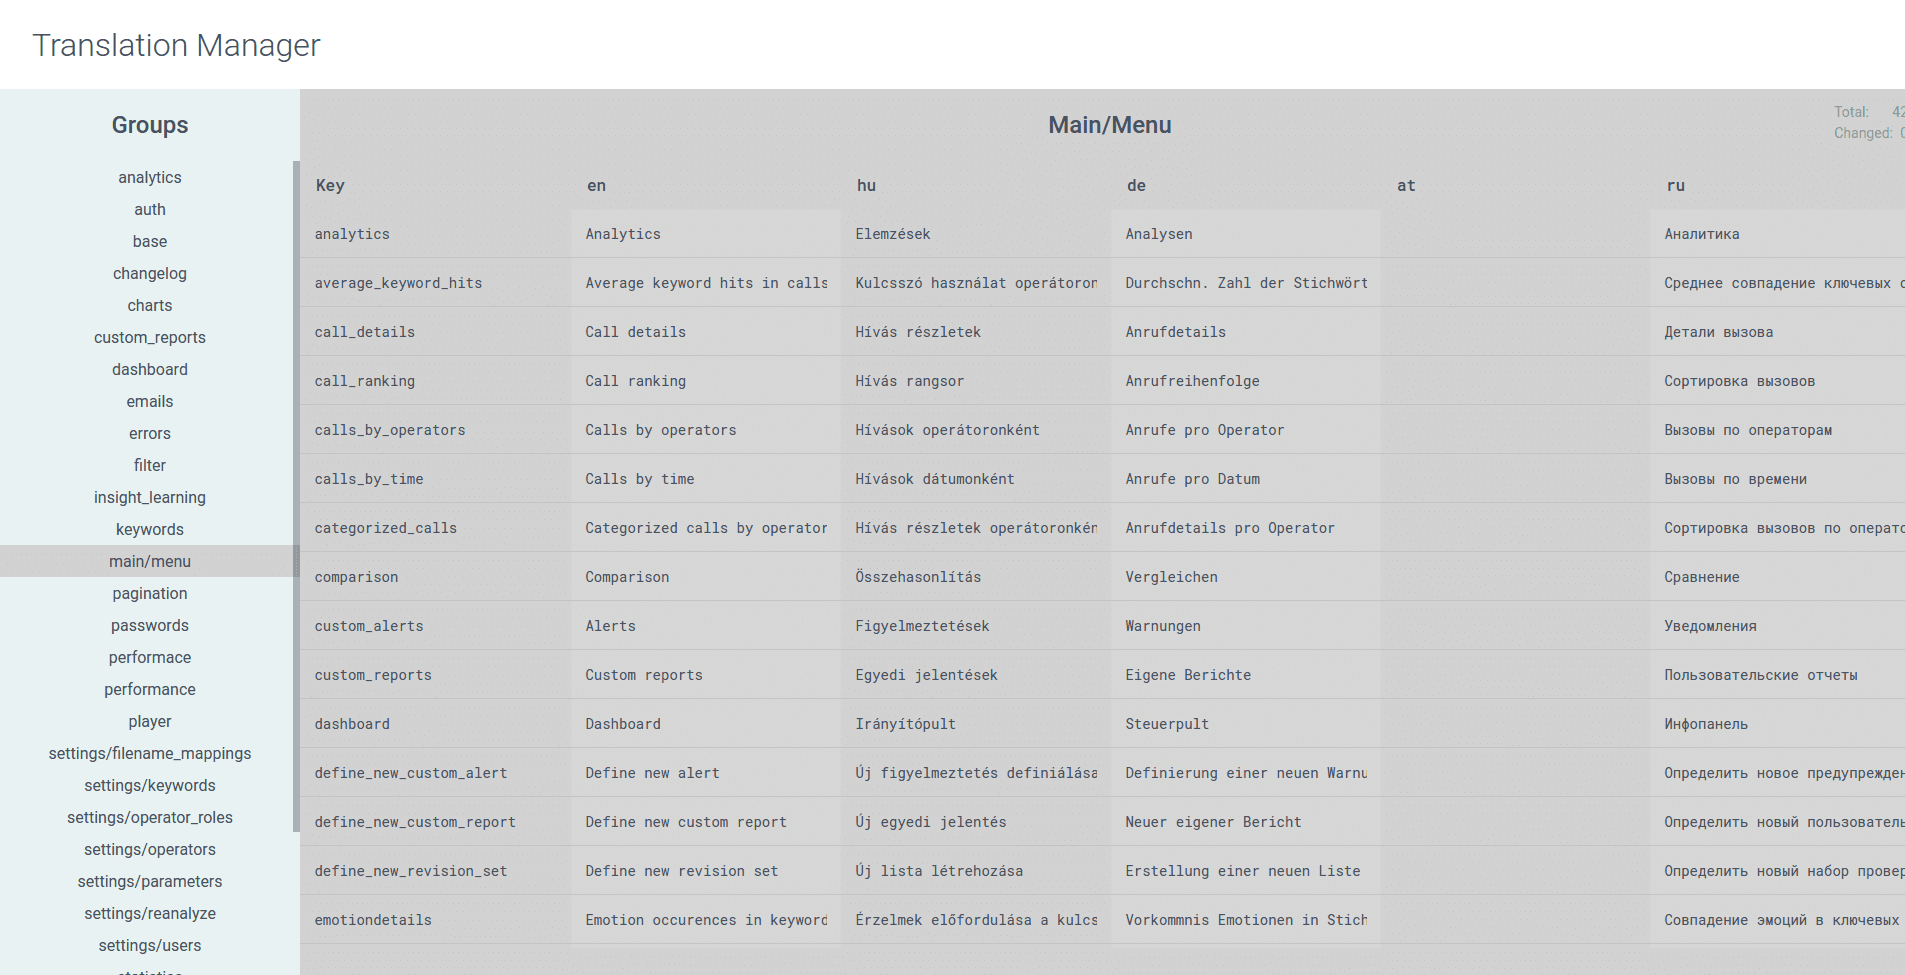 Translation Manager
Groups
analytics
auth
base
changelog
charts
custom_reports
dashboard
emails
errors
filter
insight_learning
keywords
main/menu
pagination
passwords
performace
performance
player
settings/filename_mappings
settings/keywords
settings/operator_roles
settings/operators
settings/parameters
settings/reanalyze
settings/users
Main/Menu
Total: 42
Changed:
Key en hu de at ru
analytics Analytics Elemzések Analysen Аналитика
average_keyword_hits Average keyword hits in calls Kulcsszó használat operátoron Durchschn. Zahl der Stichwört Среднее совпадение ключевых
call_details Call details Hívás részletek Anrufdetails Детали вызова
call_ranking Call ranking Hívás rangsor Anrufreihenfolge Сортировка вызовов
calls_by_operators Calls by operators Hívások operátoronként Anrufe pro Operator Вызовы по операторам
calls_by_time Calls by time Hívások dátumonként Anrufe pro Datum Вызовы по времени
categorized_calls Categorized calls by operator Hívás részletek operátoronkén Anrufdetails pro Operator Сортировка вызовов по операто
comparison Comparison Összehasonlítás Vergleichen Сравнение
custom_alerts Alerts Figyelmeztetések Warnungen Уведомления
custom_reports Custom reports Egyedi jelentések Eigene Berichte Пользовательские отчеты
dashboard Dashboard Irányítópult Steuerpult Инфопанель
define_new_custom_alert Define new alert Új figyelmeztetés definiálása Definierung einer neuen Warnu Определить новое предупрежден
define_new_custom_report Define new custom report Új egyedi jelentés Neuer eigener Bericht Определить новый пользователь
define_new_revision_set Define new revision set Új lista létrehozása Erstellung einer neuen Liste Определить новый набор провер
emotiondetails Emotion occurences in keyword Érzelmek előfordulása a kulcs Vorkommnis Emotionen in Stich Совпадение эмоций в ключевых